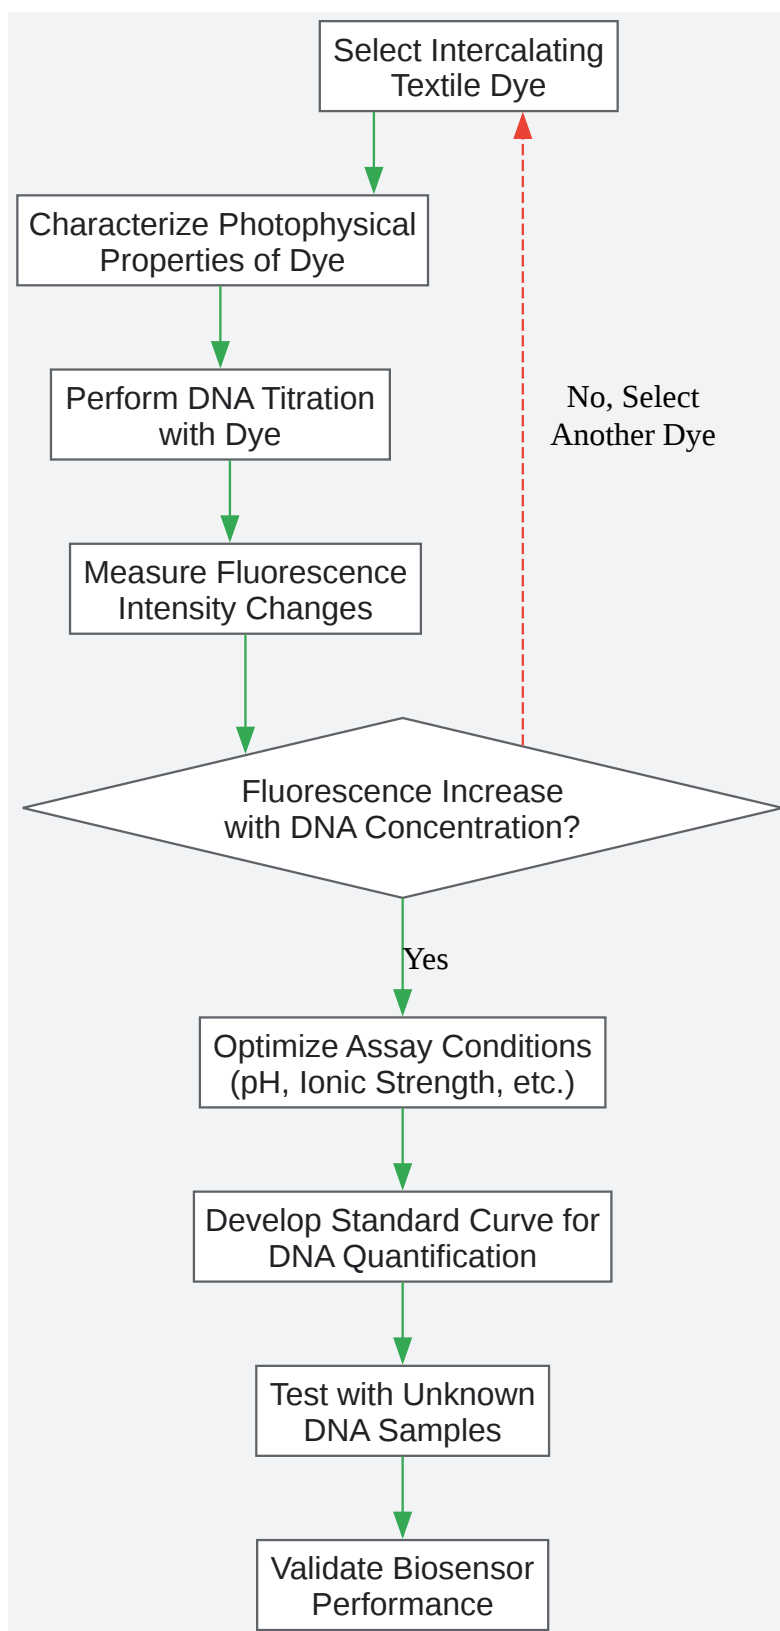 Select Intercalating
Textile Dye
Characterize Photophysical
Properties of Dye
Perform DNA Titration
with Dye
No, Select
Another Dye
Measure Fluorescence
Intensity Changes
Fluorescence Increase
with DNA Concentration?
Yes
Optimize Assay Conditions
(pH, Ionic Strength, etc.)
Develop Standard Curve for
DNA Quantification
Test with Unknown
DNA Samples
Validate Biosensor
Performance